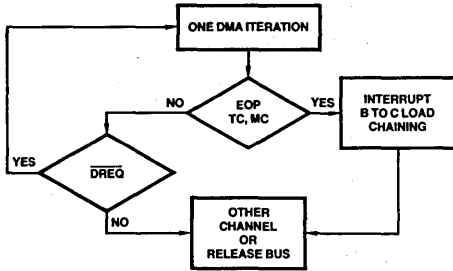 ONE DMA ITERATION
NO
EOP
TC, MC
YES
INTERRUPT
B TO C LOAD
CHAINING
YES
DREQ
NO
OTHER
CHANNEL
OR
RELEASE BUS